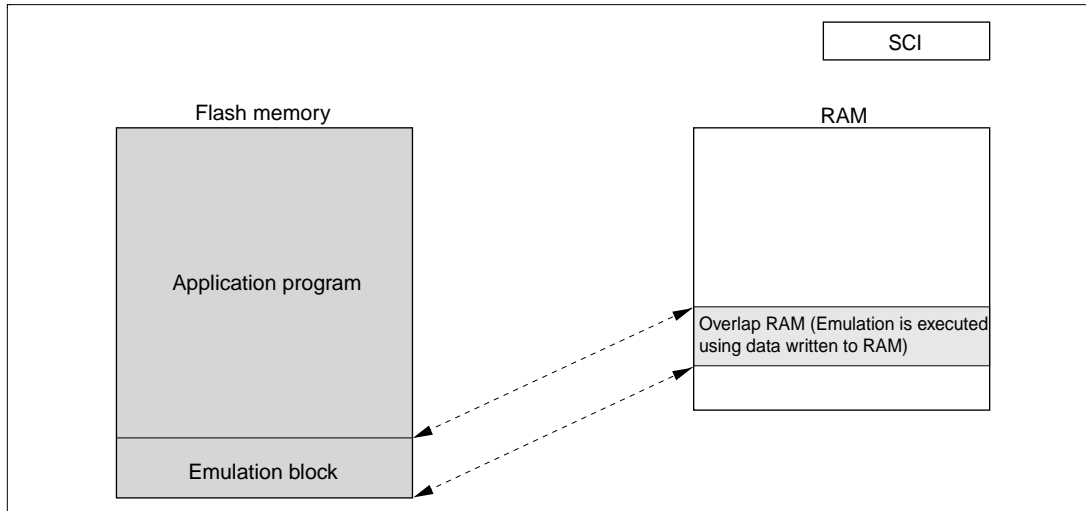 SCI
Flash memory
RAM
Application program
Overlap RAM (Emulation is executed
using data written to RAM)
Emulation block